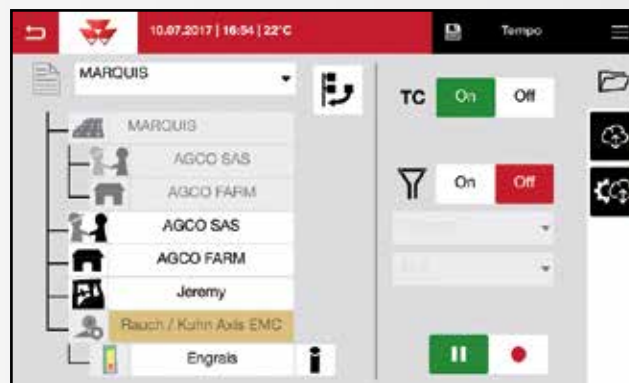 10.07.2017 | 16:54 | 22°C
Tempo
MARQUIS
TC
On
Off
MARQUIS
AGCO SAS
AGCO FARM
On
Off
AGCO SAS
AGCO FARM
Jeremy
Rauch / Kuhn Axis EMC
Engrais